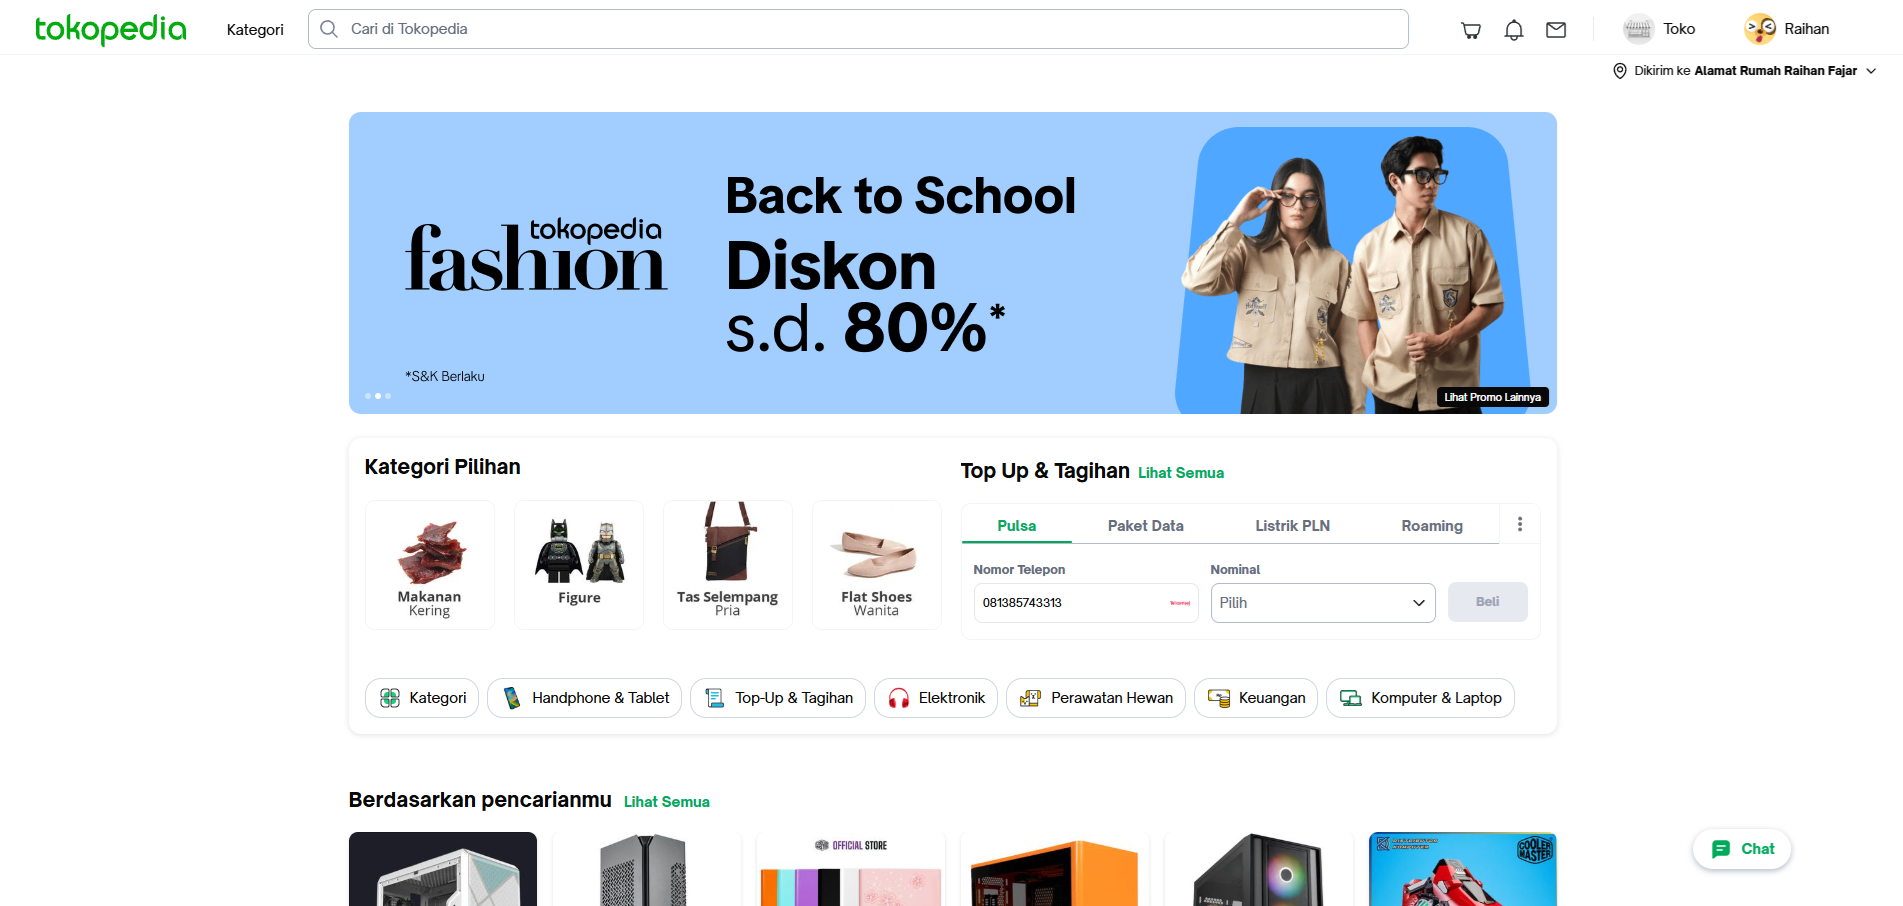 tokopedia
Kategori
Cari di Tokopedia
Toko
Raihan
Dikirim ke Alamat Rumah Raihan Fajar
tokopedia
fashion
Back to School
Diskon
s.d. 80%*
*S&K Berlaku
Lihat Promo Lainnya
Kategori Pilihan
Makanan
Kering
Figure
Tas Selempang
Pria
Flat Shoes
Wanita
Top Up & Tagihan Lihat Semua
Pulsa
Paket Data
Listrik PLN
Roaming
Nomor Telepon
Nominal
081385743313
Pilih
Beli
Kategori
Handphone & Tablet
Top-Up & Tagihan
Elektronik
Perawatan Hewan
Keuangan
Komputer & Laptop
Berdasarkan pencarianmu Lihat Semua
OFFICIAL STORE
COOLER
MASTER
Chat